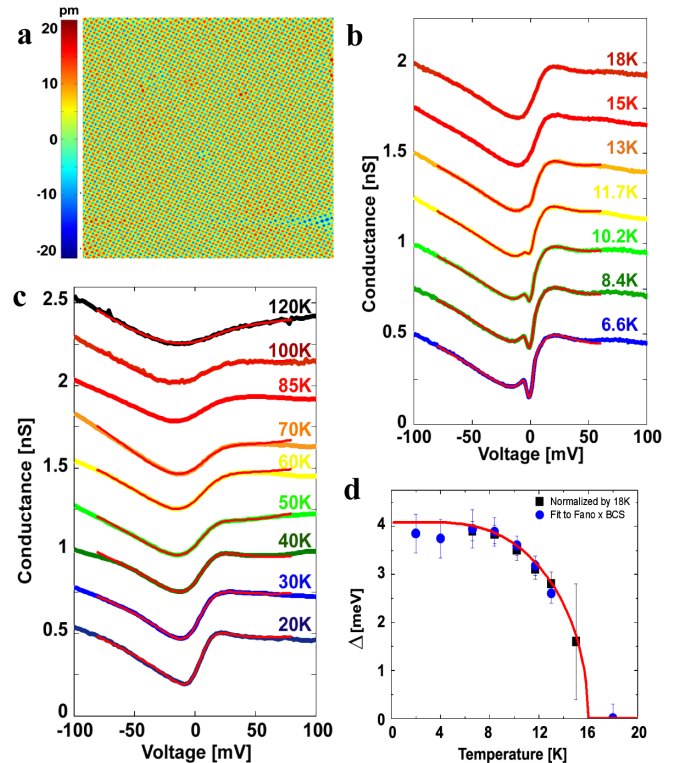 a
pm
20
10
0
-10
-20
b
2
1.5
1
0.5
0
Conductance [nS]
18K
15K
13K
11.7K
10.2K
8.4K
6.6K
-100
-50
0
50
100
Voltage [mV]
c
2.5
2
1.5
1
0.5
0
Conductance [nS]
120K
100K
85K
70K
60K
50K
40K
30K
20K
-100
-50
0
50
100
Voltage [mV]
d
Normalized by 18K
Fit to Fano x BCS
6
4
2
0
Δ [meV]
0
4
8
12
16
20
Temperature [K]